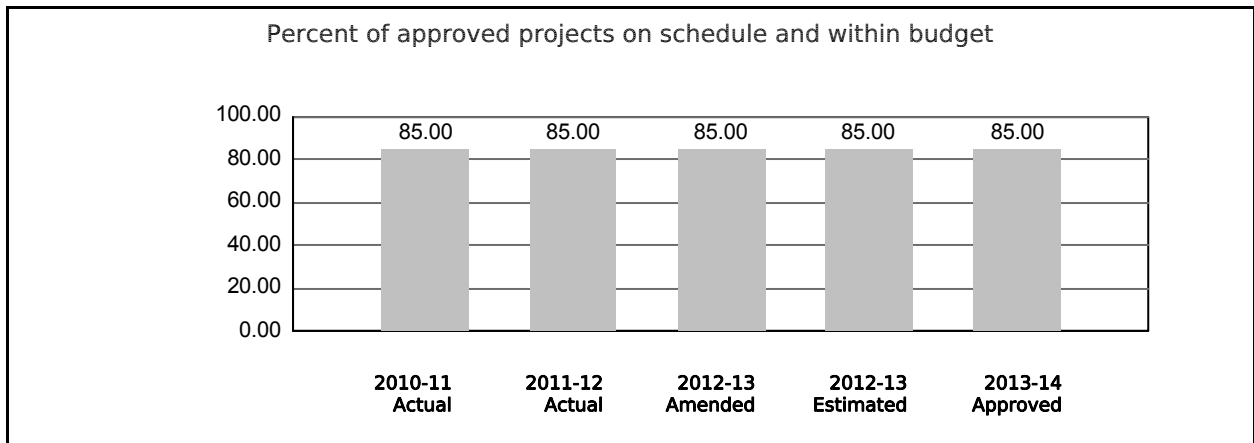 Percent of approved projects on schedule and within budget
100.00
80.00
60.00
40.00
20.00
0.00
85.00 85.00 85.00 85.00 85.00
2010-11 2011-12 2012-13 2012-13 2013-14
Actual Actual Amended Estimated Approved